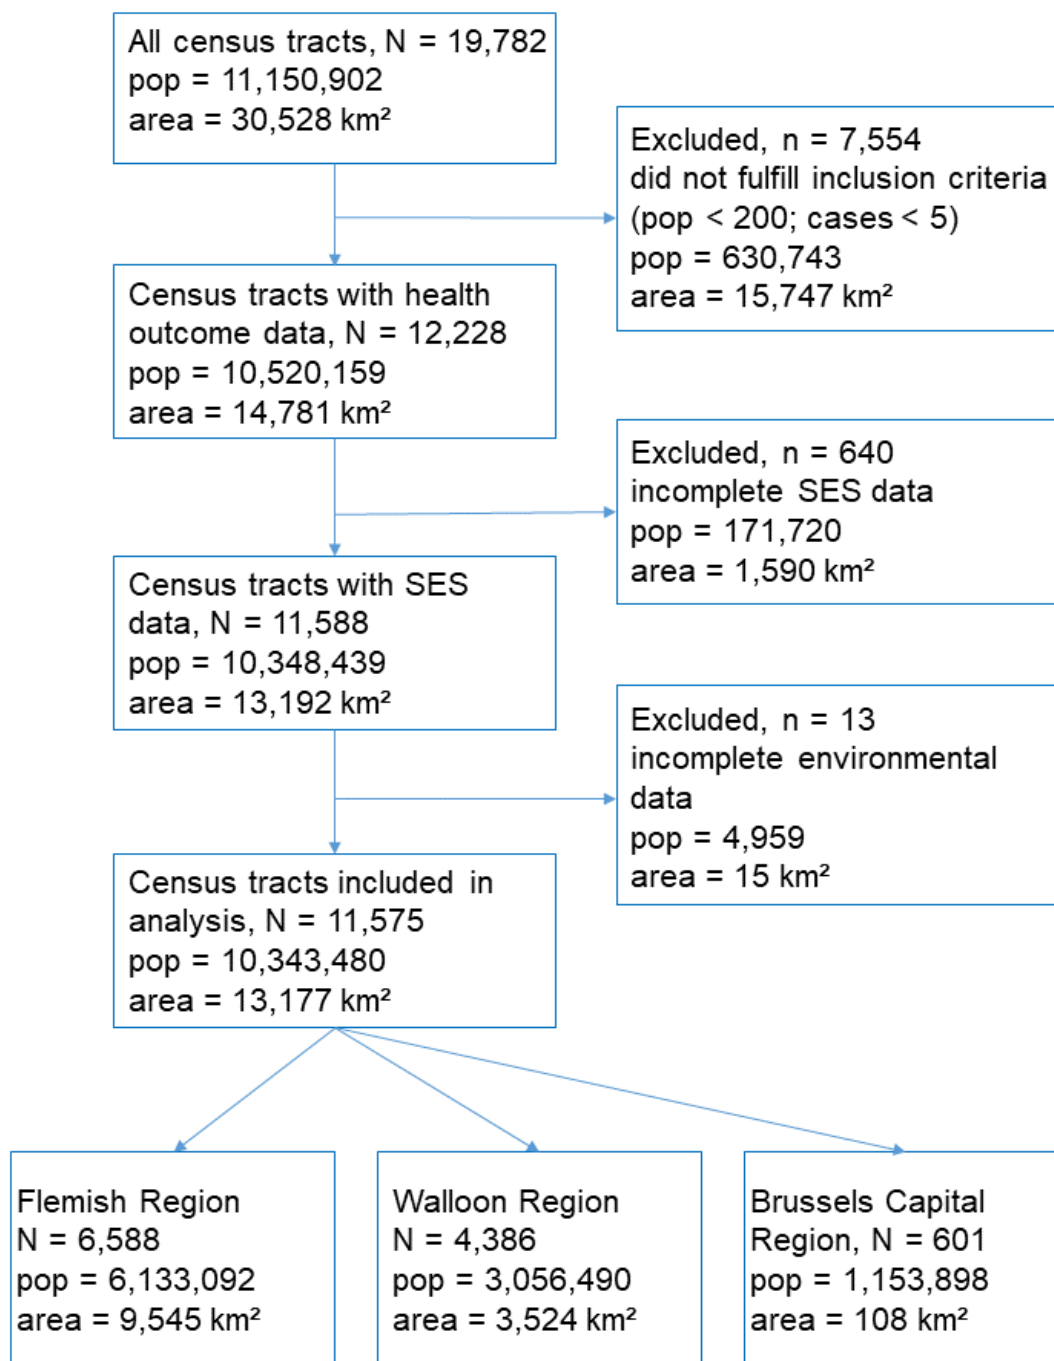 All census tracts, N = 19,782
pop = 11,150,902
area = 30,528 km²
Excluded, n = 7,554
did not fulfill inclusion criteria
(pop < 200; cases < 5)
pop = 630,743
area = 15,747 km²
Census tracts with health
outcome data, N = 12,228
pop = 10,520,159
area = 14,781 km²
Excluded, n = 640
incomplete SES data
pop = 171,720
area = 1,590 km²
Census tracts with SES
data, N = 11,588
pop = 10,348,439
area = 13,192 km²
Excluded, n = 13
incomplete environmental
data
pop = 4,959
area = 15 km²
Census tracts included in
analysis, N = 11,575
pop = 10,343,480
area = 13,177 km²
Flemish Region
N = 6,588
pop = 6,133,092
area = 9,545 km²
Walloon Region
N = 4,386
pop = 3,056,490
area = 3,524 km²
Brussels Capital
Region, N = 601
pop = 1,153,898
area = 108 km²